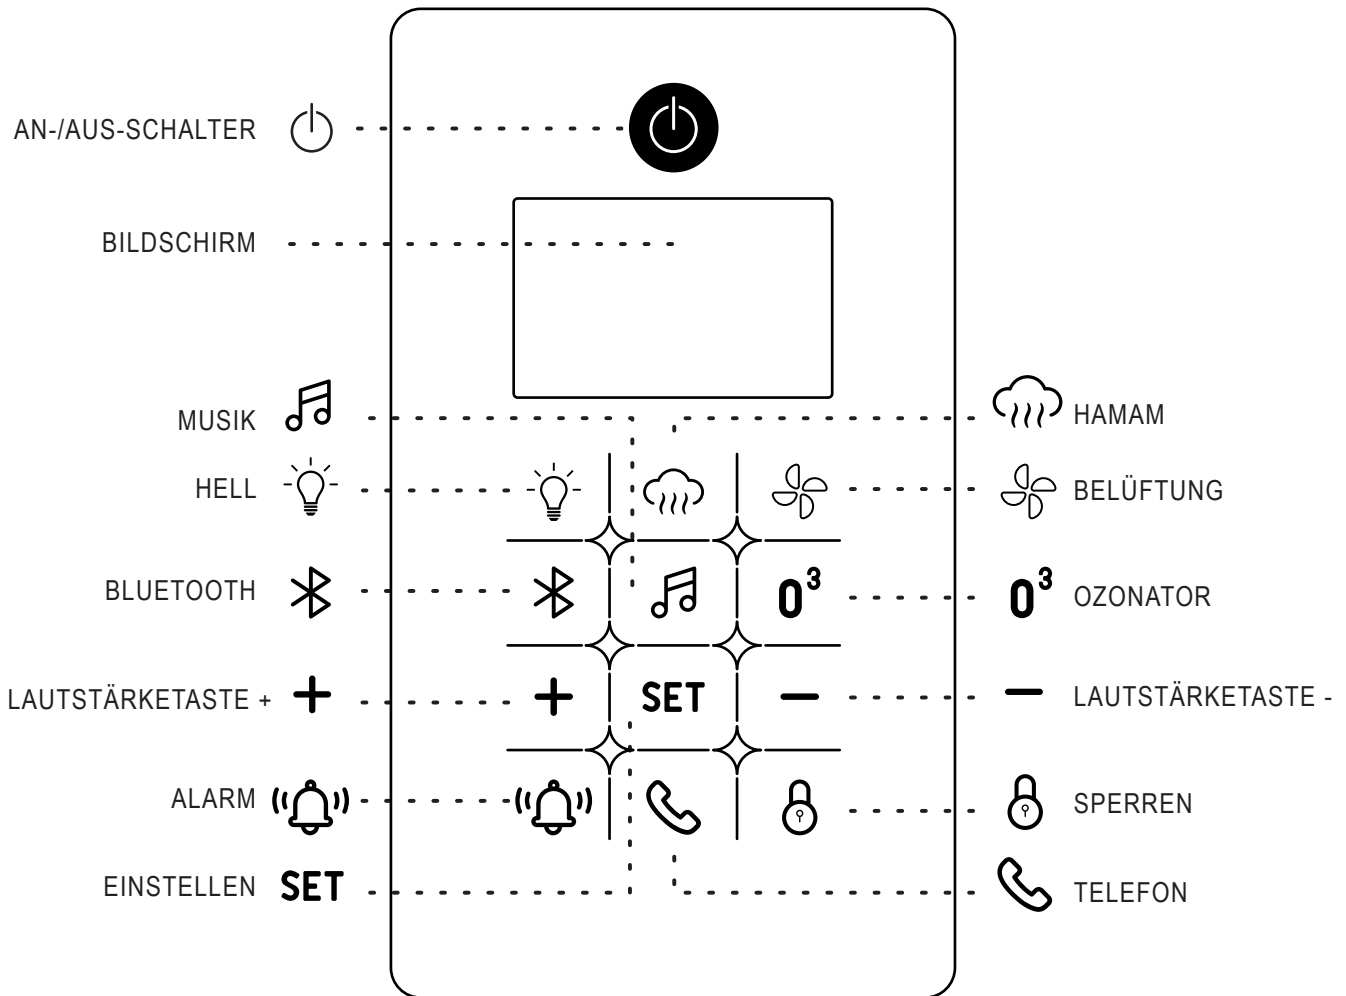 AN-/AUS-SCHALTER
BILDSCHIRM
MUSIK
HAMAM
HELL
BELÜFTUNG
BLUETOOTH
0³
0³ OZONATOR
LAUTSTÄRKETASTE + +
+ SET −
− LAUTSTÄRKETASTE -
ALARM
SPERREN
EINSTELLEN SET
TELEFON